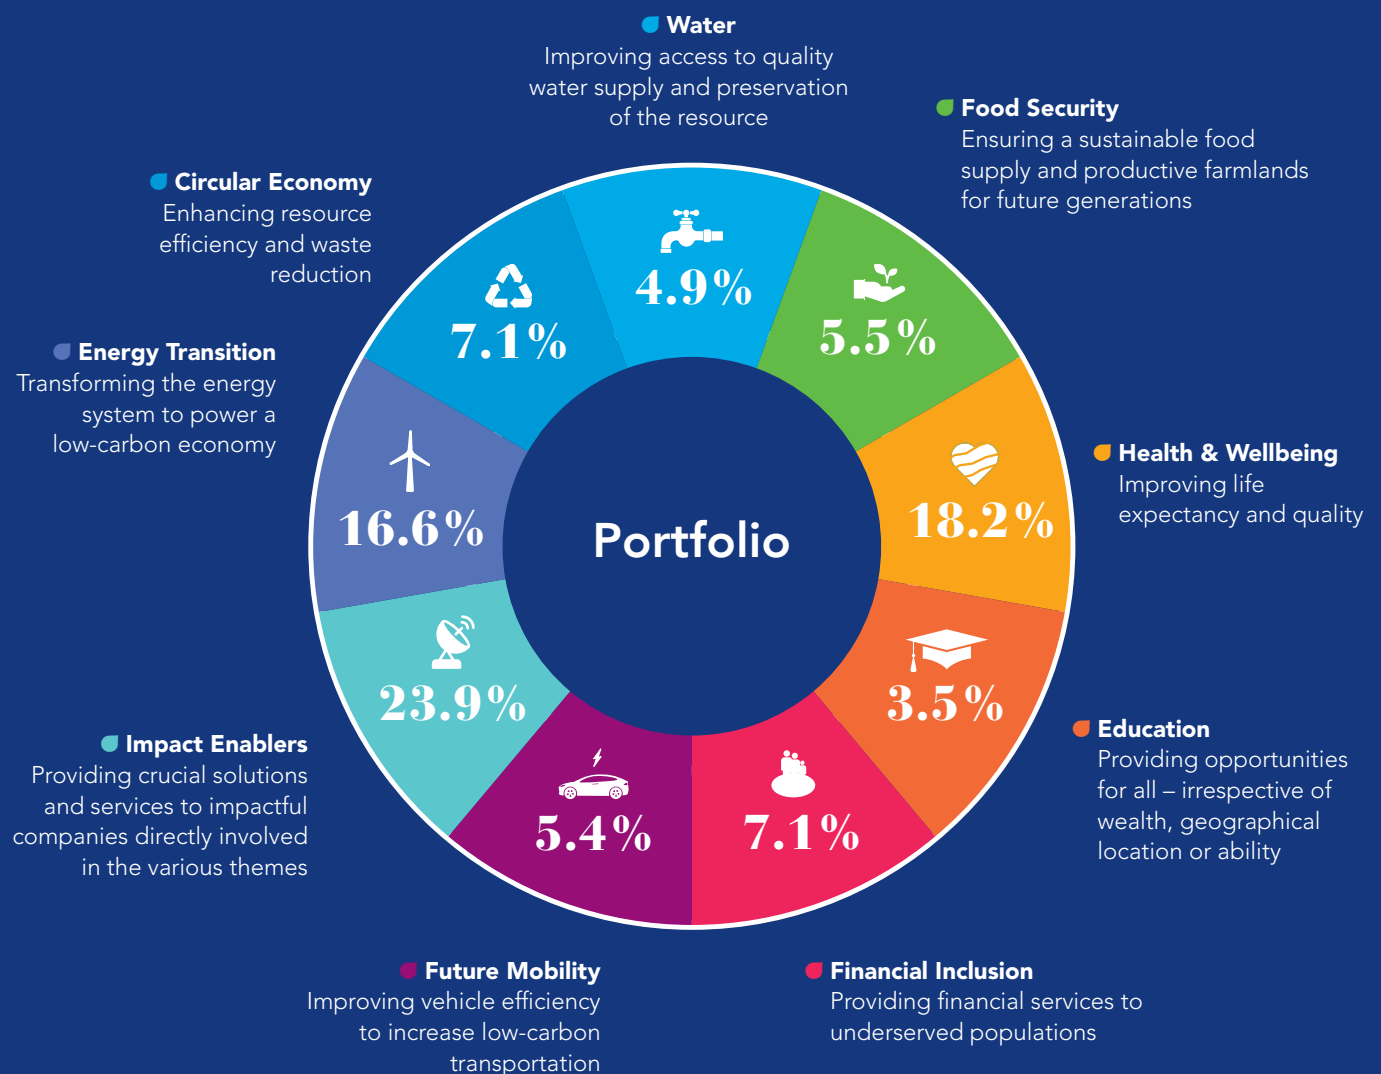 Water
Improving access to quality
water supply and preservation
of the resource
4.9%
Food Security
Ensuring a sustainable food
supply and productive farmlands
for future generations
5.5%
Health & Wellbeing
Improving life
expectancy and quality
18.2%
Education
Providing opportunities
for all – irrespective of
wealth, geographical
location or ability
3.5%
Financial Inclusion
Providing financial services to
underserved populations
7.1%
Future Mobility
Improving vehicle efficiency
to increase low-carbon
transportation
5.4%
Impact Enablers
Providing crucial solutions
and services to impactful
companies directly involved
in the various themes
23.9%
Energy Transition
Transforming the energy
system to power a
low-carbon economy
16.6%
Circular Economy
Enhancing resource
efficiency and waste
reduction
7.1%
Portfolio